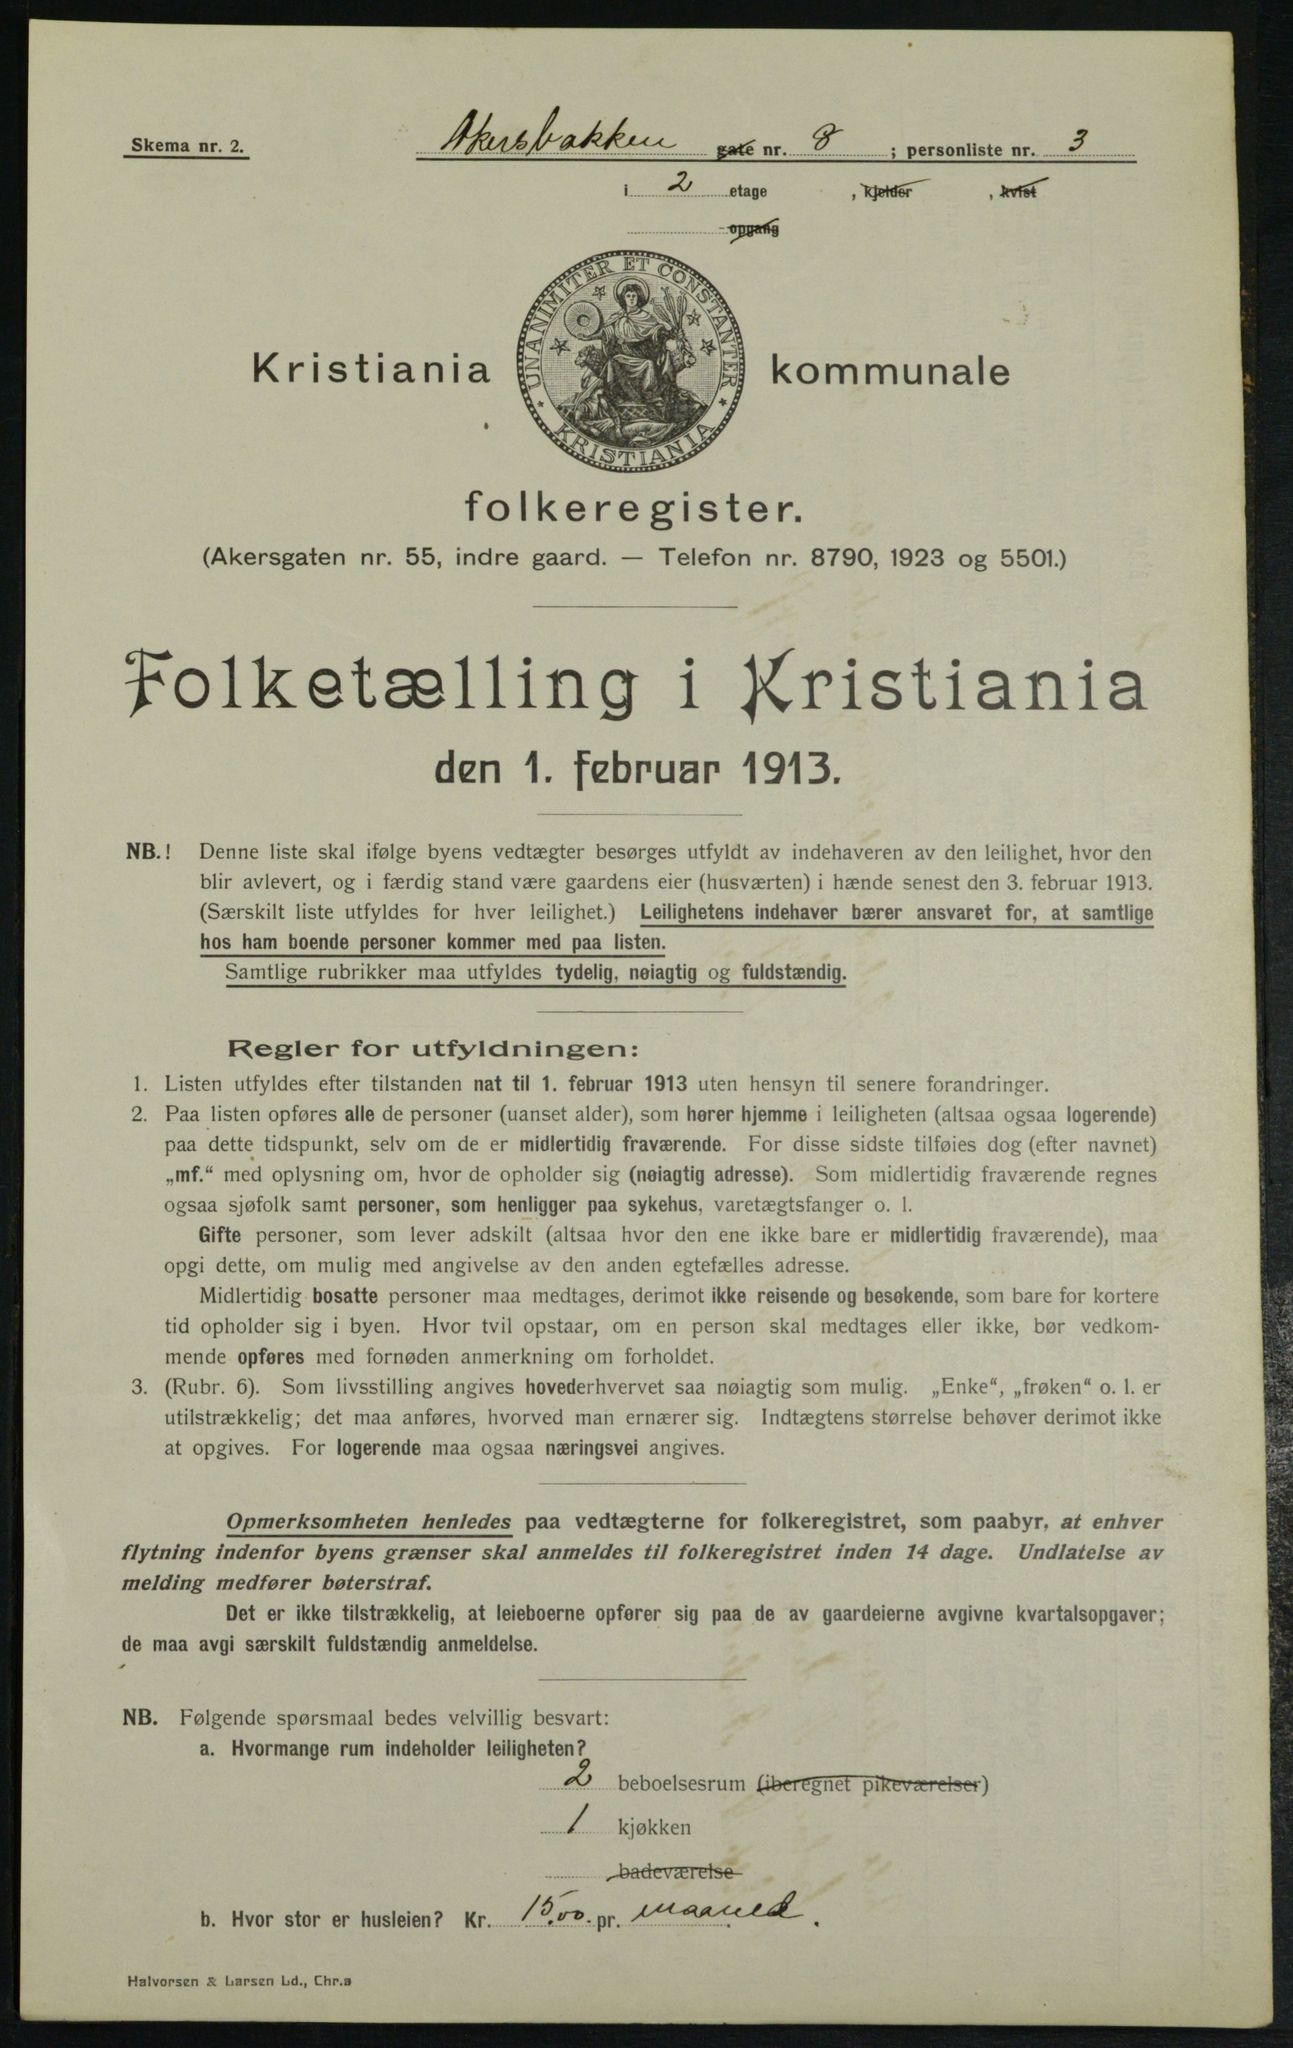 Skema nr. 2.
Akersbakken gate nr. 8 ; personliste nr. 3
i 2 etage , kjelder , kvist
opgang
UNANIMITER ET CONSTANTER
KRISTIANIA
Kristiania kommunale
folkeregister.
(Akersgaten nr. 55, indre gaard. — Telefon nr. 8790, 1923 og 5501.)
Folketælling i Kristiania
den 1. februar 1913.
NB.! Denne liste skal ifølge byens vedtægter besørges utfyldt av indehaveren av den leilighet, hvor den
blir avlevert, og i færdig stand være gaardens eier (husværten) i hænde senest den 3. februar 1913.
(Særskilt liste utfyldes for hver leilighet.) Leilighetens indehaver bærer ansvaret for, at samtlige
hos ham boende personer kommer med paa listen.
Samtlige rubrikker maa utfyldes tydelig, nøiagtig og fuldstændig.
Regler for utfyldningen:
1. Listen utfyldes efter tilstanden nat til 1. februar 1913 uten hensyn til senere forandringer.
2. Paa listen opføres alle de personer (uanset alder), som hører hjemme i leiligheten (altsaa ogsaa logerende)
paa dette tidspunkt, selv om de er midlertidig fraværende. For disse sidste tilføies dog (efter navnet)
„mf.“ med oplysning om, hvor de opholder sig (nøiagtig adresse). Som midlertidig fraværende regnes
ogsaa sjøfolk samt personer, som henligger paa sykehus, varetægtsfanger o. l.
Gifte personer, som lever adskilt (altsaa hvor den ene ikke bare er midlertidig fraværende), maa
opgi dette, om mulig med angivelse av den anden egtefælles adresse.
Midlertidig bosatte personer maa medtages, derimot ikke reisende og besøkende, som bare for kortere
tid opholder sig i byen. Hvor tvil opstaar, om en person skal medtages eller ikke, bør vedkom-
mende opføres med fornøden anmerkning om forholdet.
3. (Rubr. 6). Som livsstilling angives hovederhvervet saa nøiagtig som mulig. „Enke“, „frøken“ o. l. er
utilstrækkelig; det maa anføres, hvorved man ernærer sig. Indtægtens størrelse behøver derimot ikke
at opgives. For logerende maa ogsaa næringsvei angives.
Opmerksomheten henledes paa vedtægterne for folkeregistret, som paabyr, at enhver
flytning indenfor byens grænser skal anmeldes til folkeregistret inden 14 dage. Undlatelse av
melding medfører bøterstraf.
Det er ikke tilstrækkelig, at leieboerne opfører sig paa de av gaardeierne avgivne kvartalsopgaver;
de maa avgi særskilt fuldstændig anmeldelse.
NB. Følgende spørsmaal bedes velvillig besvart:
a. Hvormange rum indeholder leiligheten?
2 beboelsesrum (iberegnet pikeværelser)
1 kjøkken
badeværelse
b. Hvor stor er husleien? Kr. 15.00 pr. maaned.
Halvorsen & Larsen Ld., Chr.a